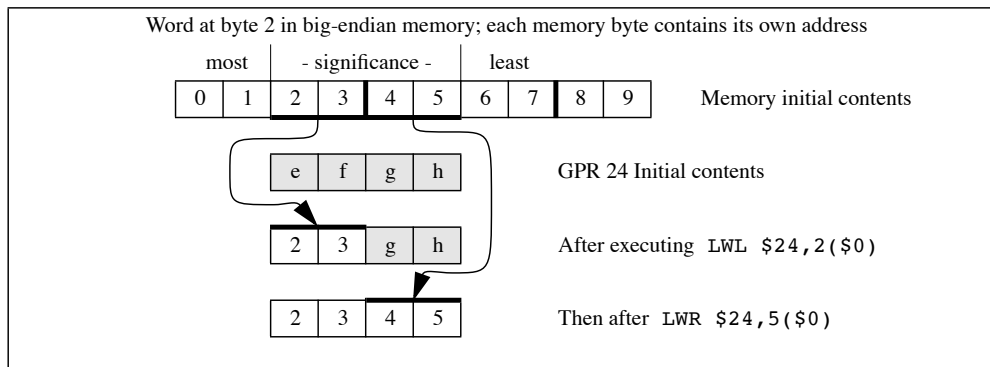 Word at byte 2 in big-endian memory; each memory byte contains its own address
most - significance - least
0 1 2 3 4 5 6 7 8 9 Memory initial contents
e f g h GPR 24 Initial contents
2 3 g h After executing LWL $24,2($0)
2 3 4 5 Then after LWR $24,5($0)